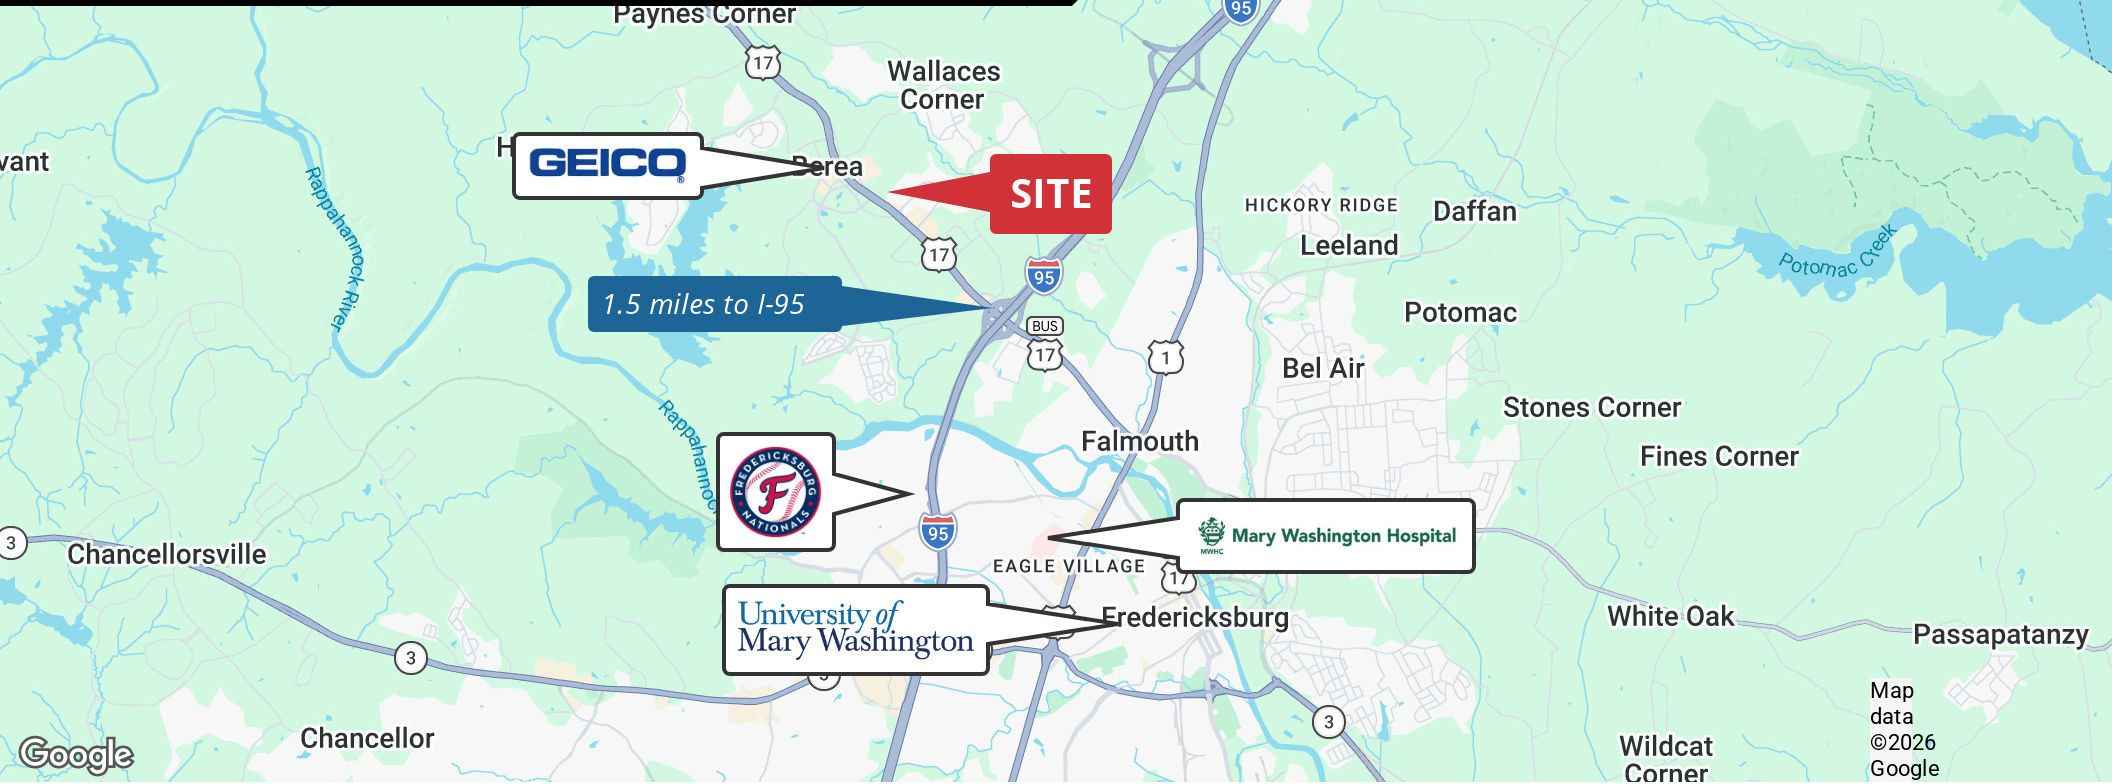 Paynes Corner
95
17
Wallaces
Corner
H
GEICO
Berea
vant
SITE
HICKORY RIDGE
Daffan
Leeland
Rappahannock River
17
95
Potomac Creek
1.5 miles to I-95
BUS
17
1
Potomac
Bel Air
Stones Corner
Rappahannock
Falmouth
Fines Corner
FREDERICKSBURG
F
NATIONALS
95
MWHC
Mary Washington Hospital
3
Chancellorsville
EAGLE VILLAGE
17
University of
Mary Washington
Fredericksburg
White Oak
Passapatanzy
3
3
Map
data
©2026
Google
3
Chancellor
Wildcat
Corner
Google